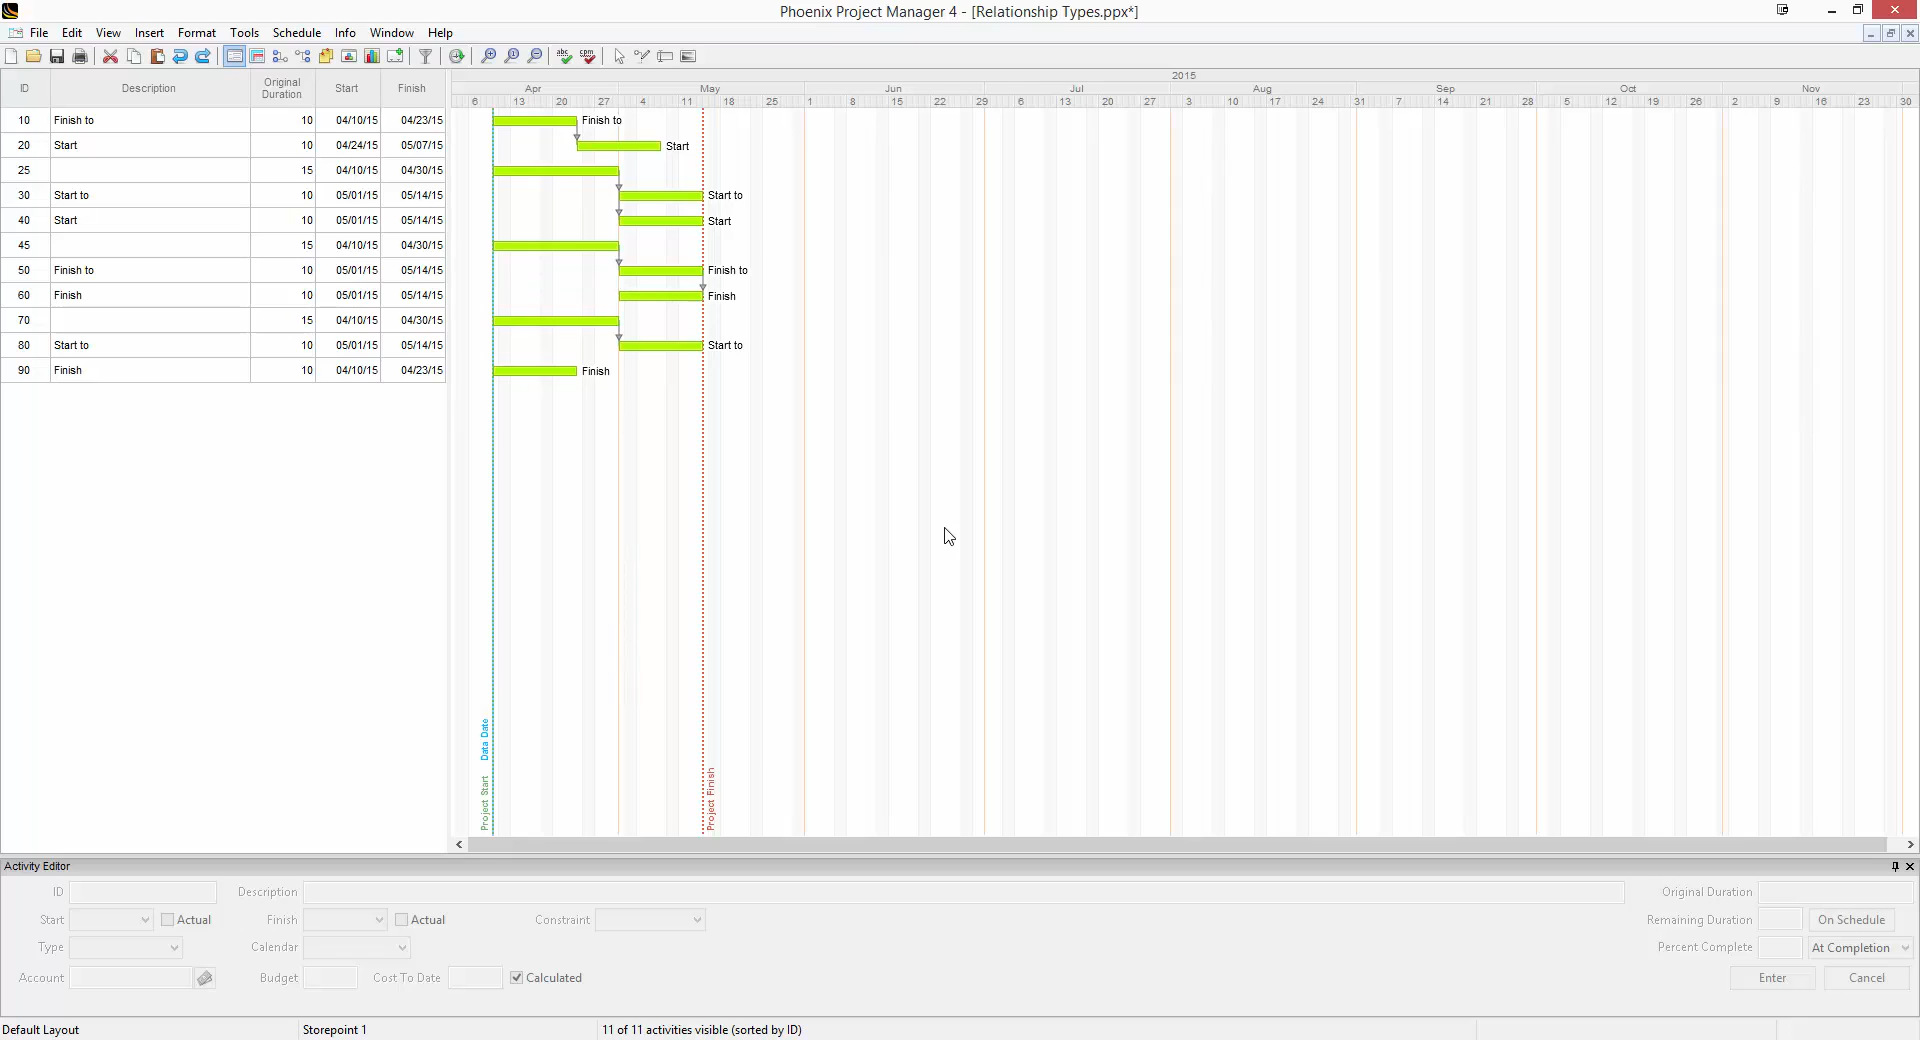 Phoenix Project Manager 4 - [Relationship Types.ppx*]
File Edit View Insert Format Tools Schedule Info Window Help
ID Description Original Duration Start Finish
2015
Apr May Jun Jul Aug Sep Oct Nov
6 13 20 27 4 11 18 25 1 8 15 22 29 6 13 20 27 3 10 17 24 31 7 14 21 28 5 12 19 26 2 9 16 23 30
10 Finish to 10 04/10/15 04/23/15 Finish to
20 Start 10 04/24/15 05/07/15 Start
25 15 04/10/15 04/30/15
30 Start to 10 05/01/15 05/14/15 Start to
40 Start 10 05/01/15 05/14/15 Start
45 15 04/10/15 04/30/15
50 Finish to 10 05/01/15 05/14/15 Finish to
60 Finish 10 05/01/15 05/14/15 Finish
70 15 04/10/15 04/30/15
80 Start to 10 05/01/15 05/14/15 Start to
90 Finish 10 04/10/15 04/23/15 Finish
Data Date
Project Start
Project Finish
Activity Editor
ID Description Original Duration
Start Actual Finish Actual Constraint Remaining Duration On Schedule
Type Calendar Percent Complete At Completion
Account Budget Cost To Date Calculated Enter Cancel
Default Layout Storepoint 1 11 of 11 activities visible (sorted by ID)